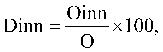 Dinn = Oinn/O × 100,